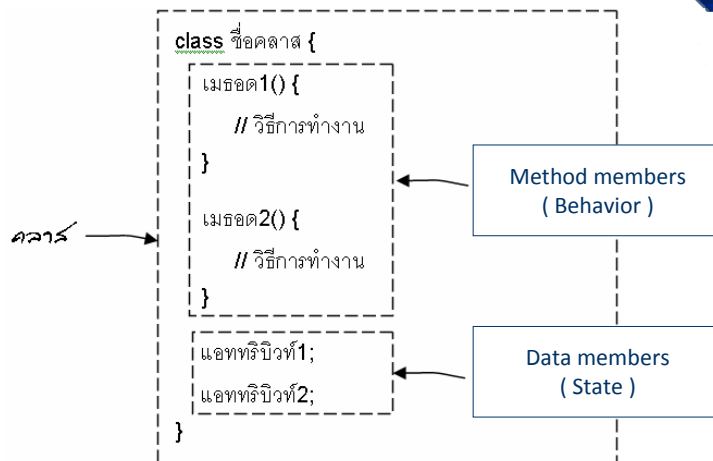 class ชื่อคลาส {
เมธอด1() {
// วิธีการทำงาน
}
Method members
( Behavior )
คลาส
เมธอด2() {
// วิธีการทำงาน
}
แอททริบิวท์1;
แอททริบิวท์2;
Data members
( State )
}